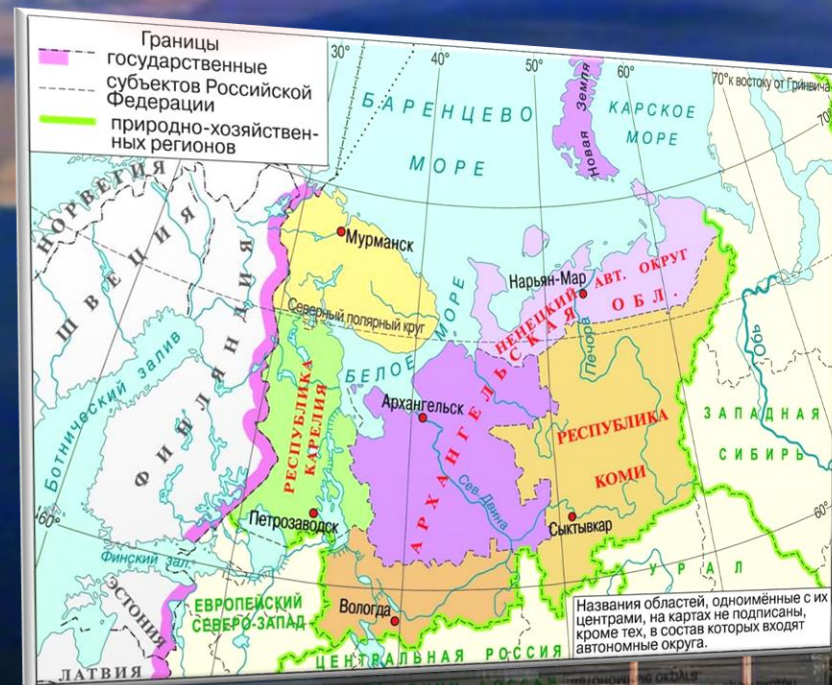 Границы
государственные
субъектов Российской
Федерации
природно-хозяйствен-
ных регионов
30°
40°
50°
60°
70°к востоку от Гринвича
70°
БАРЕНЦЕВО
МОРЕ
Новая Земля
КАРСКОЕ
МОРЕ
НОРВЕГИЯ
ШВЕЦИЯ
ФИНЛЯНДИЯ
Мурманск
Северный полярный круг
Нарьян-Мар
НЕНЕЦКИЙ АВТ. ОКРУГ
АРХАНГЕЛЬСКАЯ ОБЛ.
Печора
Обь
Ботнический залив
БЕЛОЕ МОРЕ
РЕСПУБЛИКА
КАРЕЛИЯ
Архангельск
РЕСПУБЛИКА
КОМИ
ЗАПАДНАЯ
СИБИРЬ
Сев. Двина
60°
60°
Петрозаводск
Сыктывкар
Финский зал.
ЭСТОНИЯ
ЛАТВИЯ
ЕВРОПЕЙСКИЙ
СЕВЕРО-ЗАПАД
Вологда
УРАЛ
ЦЕНТРАЛЬНАЯ РОССИЯ
Названия областей, одноимённые с их
центрами, на картах не подписаны,
кроме тех, в состав которых входят
автономные округа.